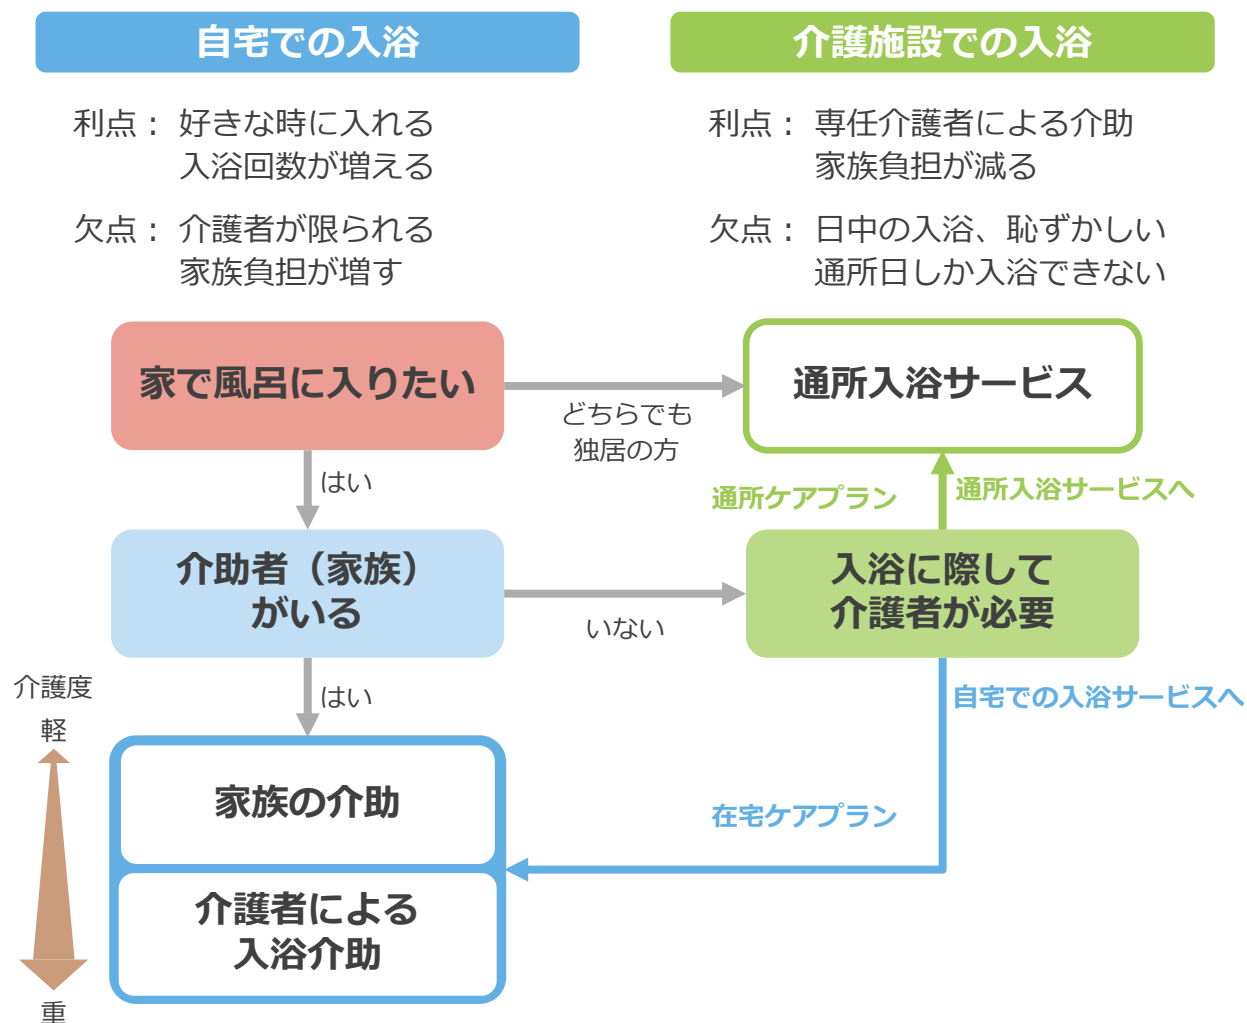 自宅での入浴
利点： 好きな時に入れる
入浴回数が増える
欠点： 介護者が限られる
家族負担が増す
介護施設での入浴
利点： 専任介護者による介助
家族負担が減る
欠点： 日中の入浴、恥ずかしい
通所日しか入浴できない
家で風呂に入りたい
どちらでも
独居の方
通所入浴サービス
はい
通所ケアプラン
通所入浴サービスへ
介助者（家族）
がいる
いない
入浴に際して
介護者が必要
はい
自宅での入浴サービスへ
介護度
軽
重
家族の介助
在宅ケアプラン
介護者による
入浴介助